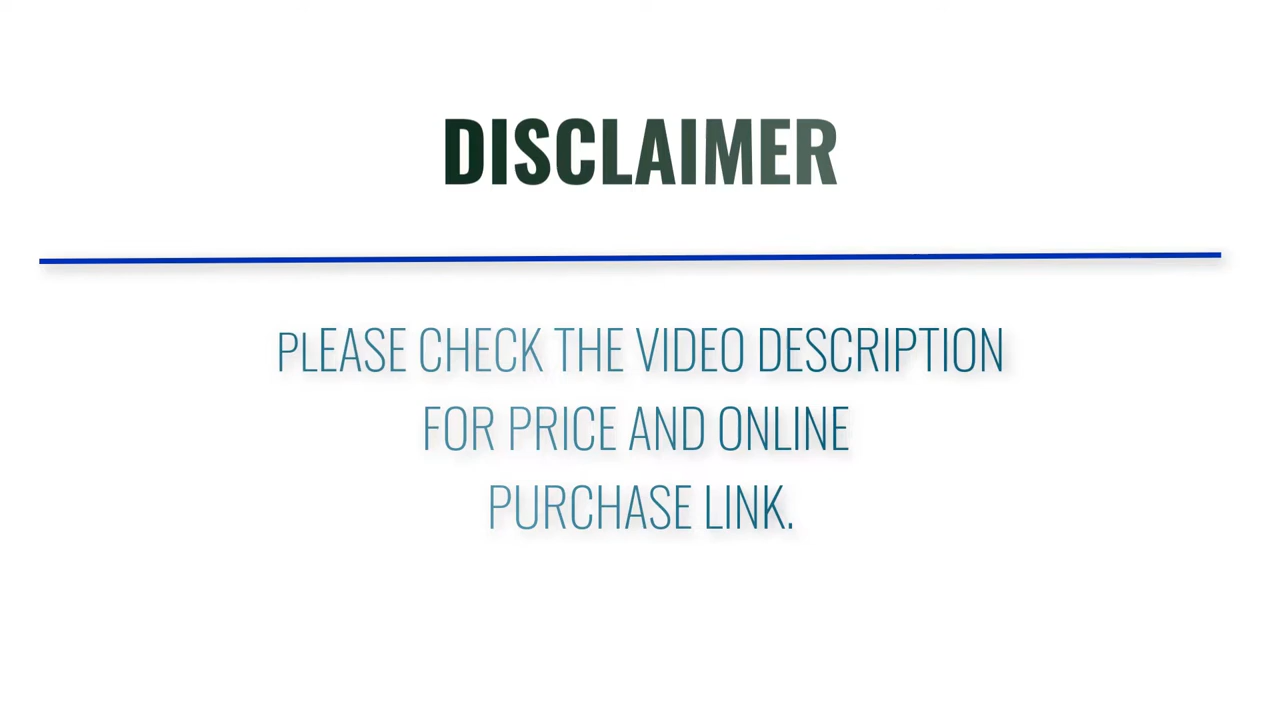 DISCLAIMER
PLEASE CHECK THE VIDEO DESCRIPTION
FOR PRICE AND ONLINE
PURCHASE LINK.